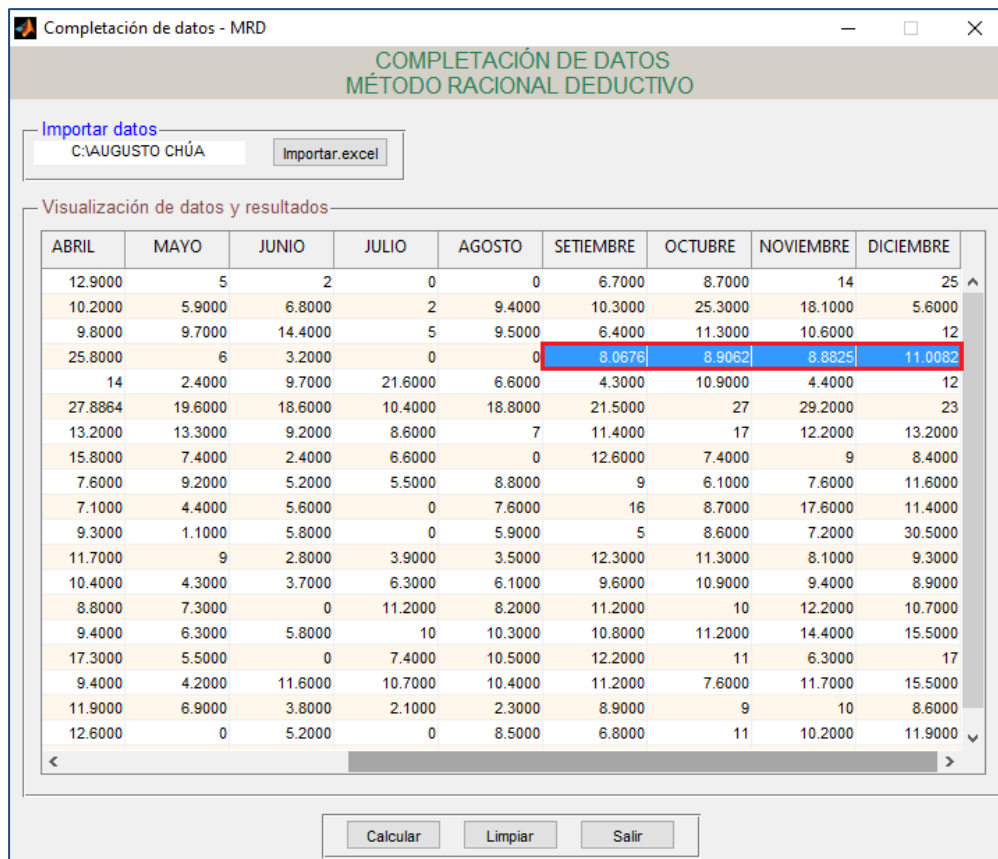 Completación de datos - MRD
COMPLETACIÓN DE DATOS
MÉTODO RACIONAL DEDUCTIVO
Importar datos
C:\AUGUSTO CHÚA Importar.excel
Visualización de datos y resultados
ABRIL MAYO JUNIO JULIO AGOSTO SETIEMBRE OCTUBRE NOVIEMBRE DICIEMBRE
12.9000 5 2 0 0 6.7000 8.7000 14 25
10.2000 5.9000 6.8000 2 9.4000 10.3000 25.3000 18.1000 5.6000
9.8000 9.7000 14.4000 5 9.5000 6.4000 11.3000 10.6000 12
25.8000 6 3.2000 0 0 8.0676 8.9062 8.8825 11.0082
14 2.4000 9.7000 21.6000 6.6000 4.3000 10.9000 4.4000 12
27.8864 19.6000 18.6000 10.4000 18.8000 21.5000 27 29.2000 23
13.2000 13.3000 9.2000 8.6000 7 11.4000 17 12.2000 13.2000
15.8000 7.4000 2.4000 6.6000 0 12.6000 7.4000 9 8.4000
7.6000 9.2000 5.2000 5.5000 8.8000 9 6.1000 7.6000 11.6000
7.1000 4.4000 5.6000 0 7.6000 16 8.7000 17.6000 11.4000
9.3000 1.1000 5.8000 0 5.9000 5 8.6000 7.2000 30.5000
11.7000 9 2.8000 3.9000 3.5000 12.3000 11.3000 8.1000 9.3000
10.4000 4.3000 3.7000 6.3000 6.1000 9.6000 10.9000 9.4000 8.9000
8.8000 7.3000 0 11.2000 8.2000 11.2000 10 12.2000 10.7000
9.4000 6.3000 5.8000 10 10.3000 10.8000 11.2000 14.4000 15.5000
17.3000 5.5000 0 7.4000 10.5000 12.2000 11 6.3000 17
9.4000 4.2000 11.6000 10.7000 10.4000 11.2000 7.6000 11.7000 15.5000
11.9000 6.9000 3.8000 2.1000 2.3000 8.9000 9 10 8.6000
12.6000 0 5.2000 0 8.5000 6.8000 11 10.2000 11.9000
Calcular Limpiar Salir